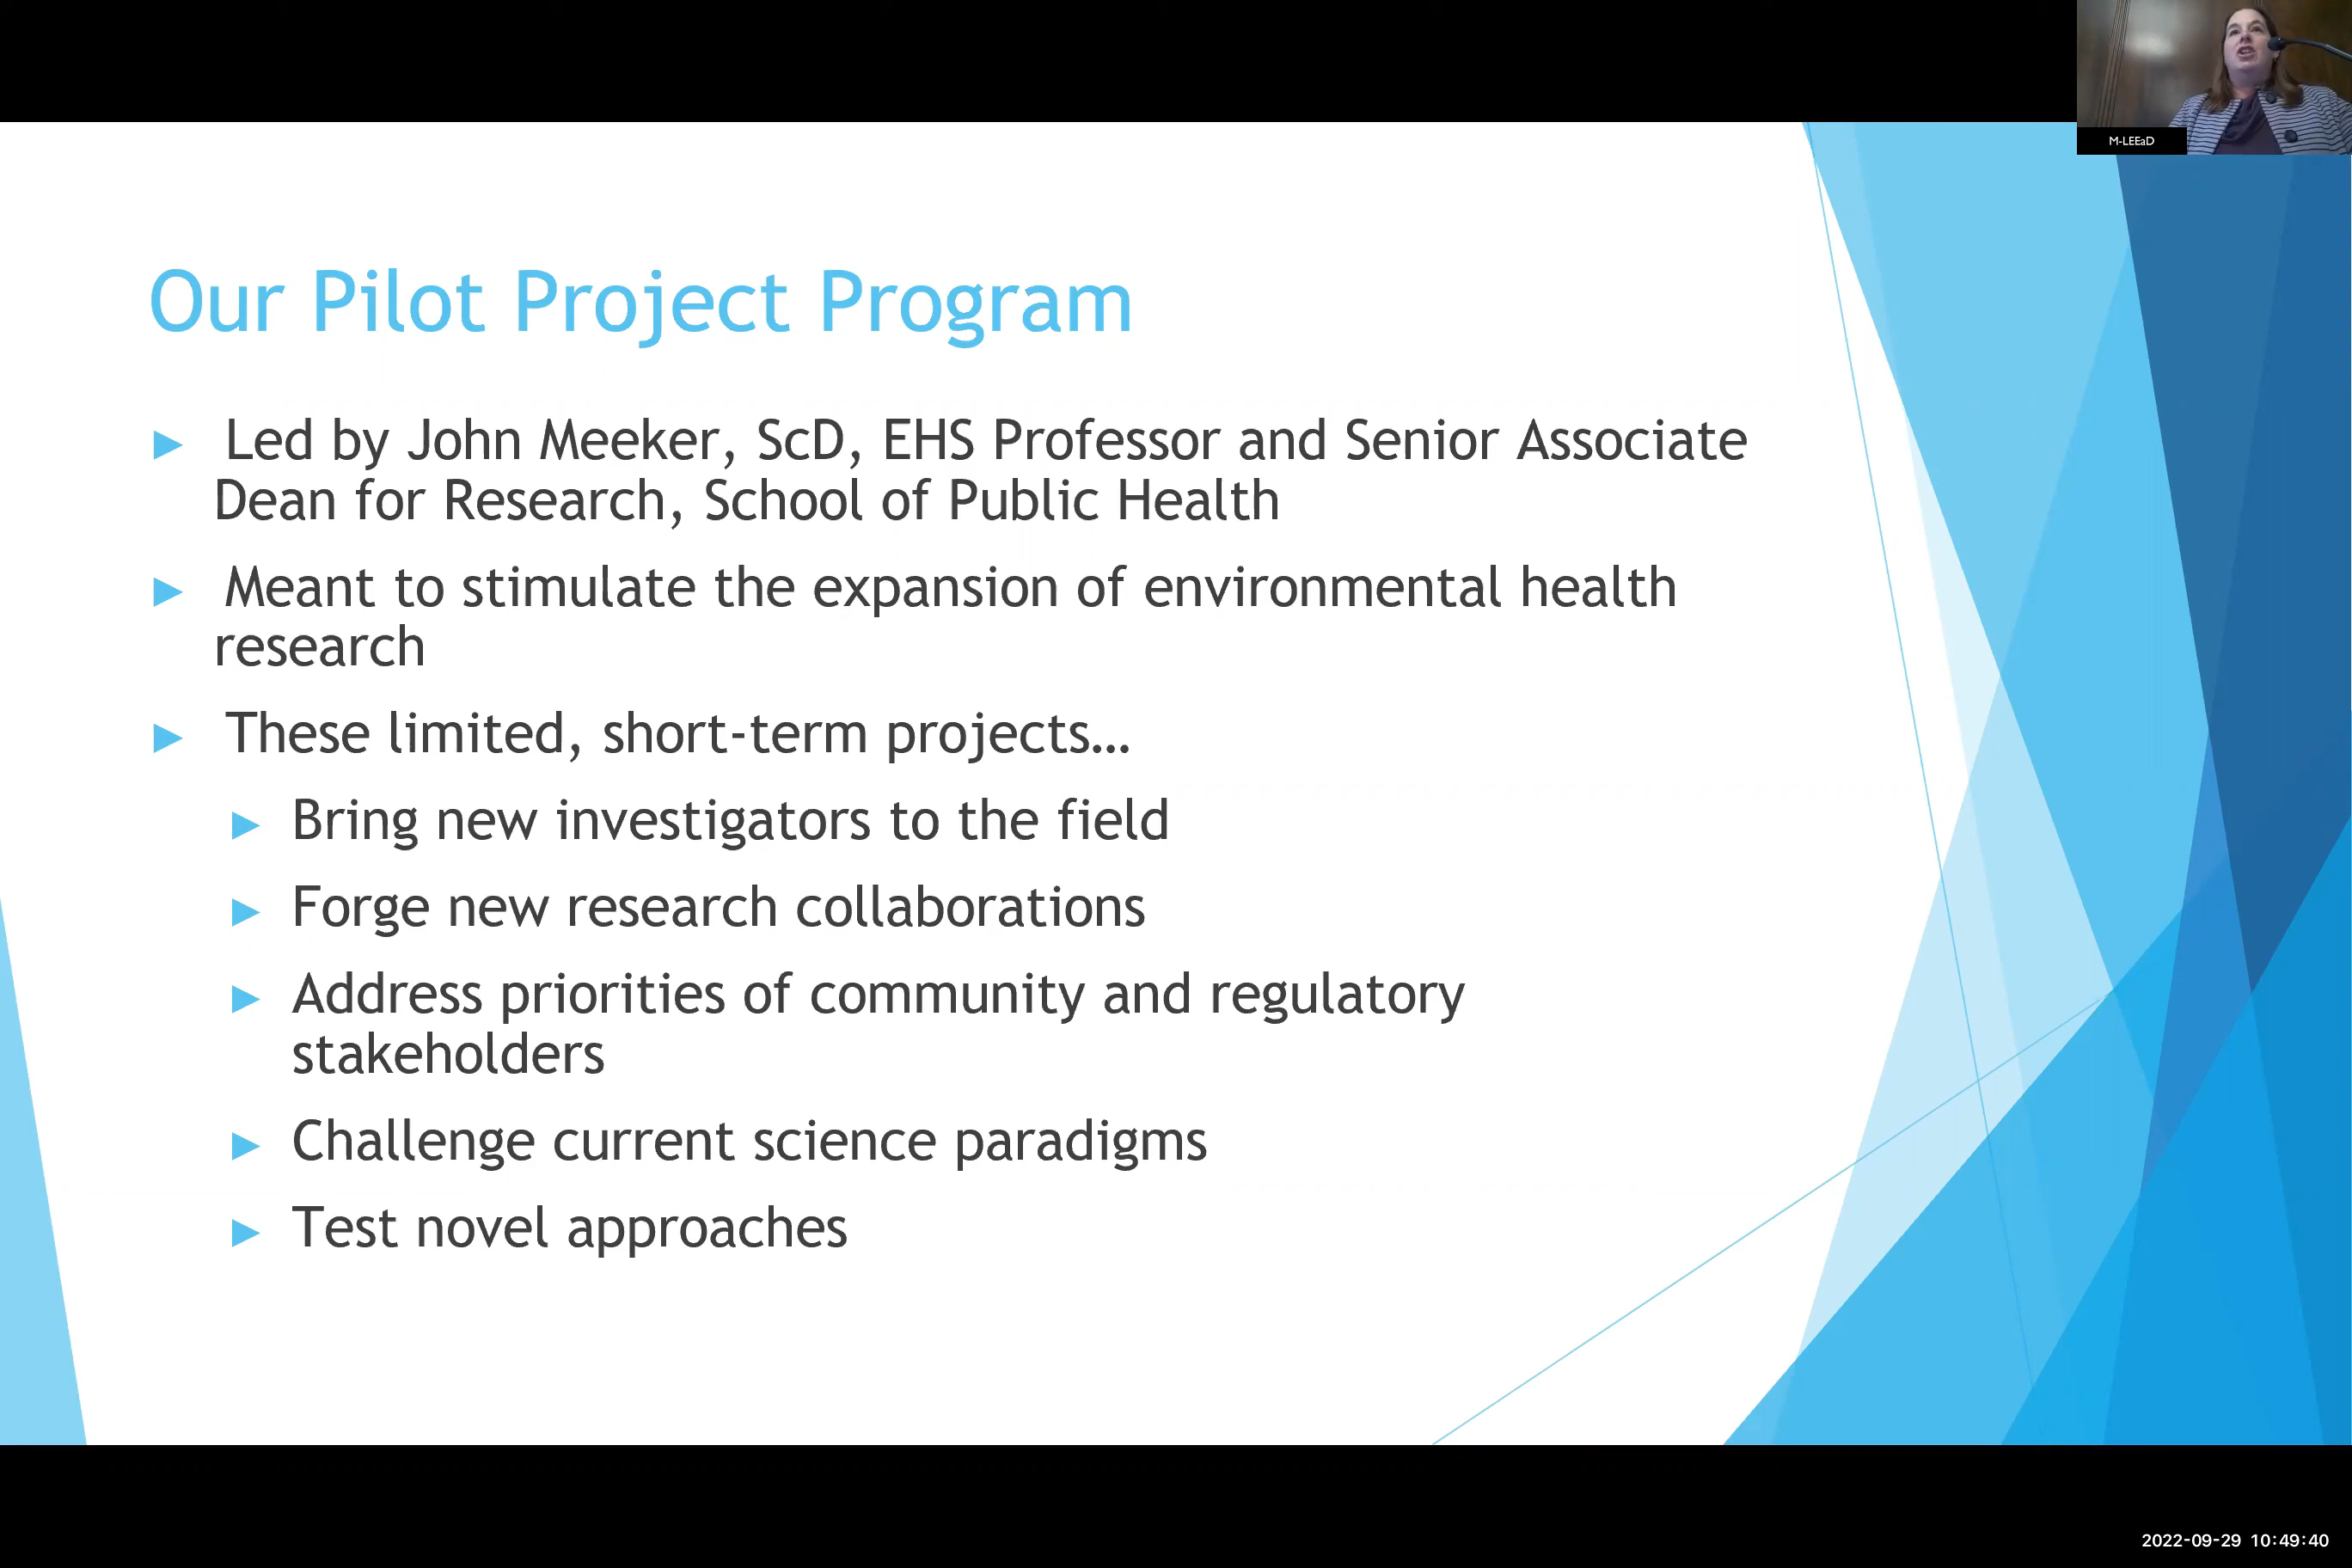 M-LEEaD
Our Pilot Project Program
Led by John Meeker, ScD, EHS Professor and Senior Associate
Dean for Research, School of Public Health
Meant to stimulate the expansion of environmental health
research
These limited, short-term projects…
Bring new investigators to the field
Forge new research collaborations
Address priorities of community and regulatory
stakeholders
Challenge current science paradigms
Test novel approaches
2022-09-29 10:49:40